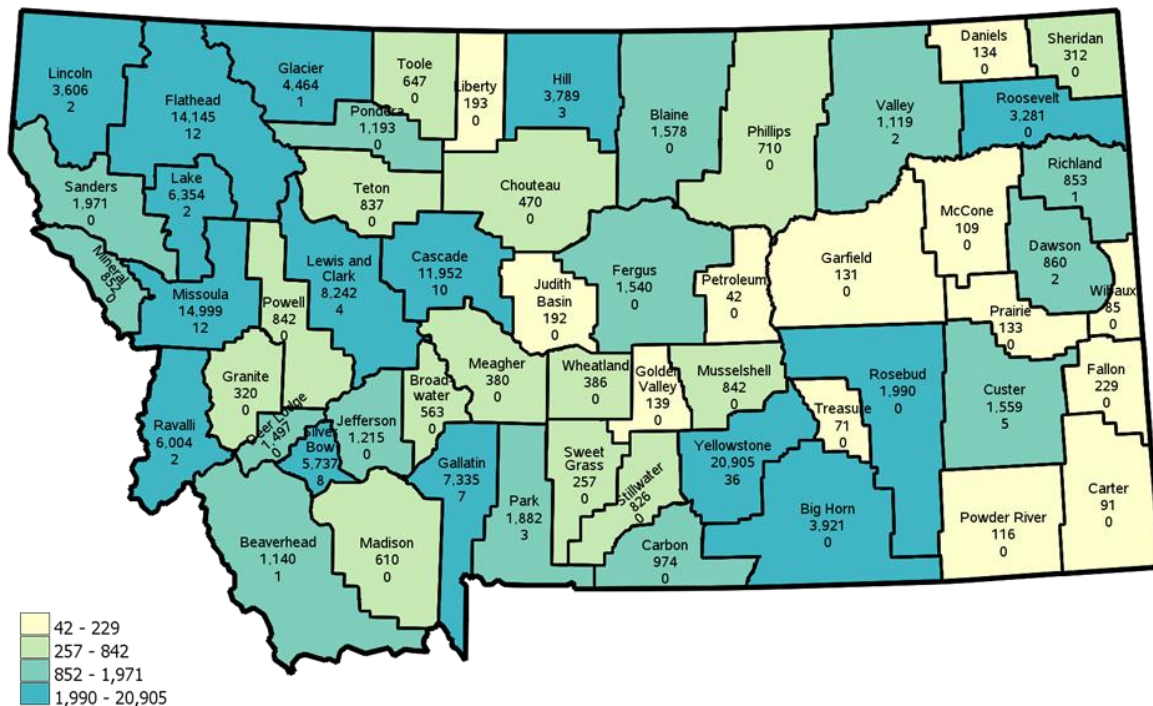 Lincoln
3,606
2
Flathead
14,145
12
Glacier
4,464
1
Toole
647
0
Liberty
193
0
Hill
3,789
3
Blaine
1,578
0
Phillips
710
0
Valley
1,119
2
Daniels
134
0
Sheridan
312
0
Roosevelt
3,281
0
Pondera
1,193
0
Sanders
1,971
0
Lake
6,354
2
Teton
837
0
Chouteau
470
0
Richland
853
1
McCone
109
0
Dawson
860
2
Mineral
852
0
Missoula
14,999
12
Powell
842
0
Lewis and
Clark
8,242
4
Cascade
11,952
10
Judith
Basin
192
0
Fergus
1,540
0
Petroleum
42
0
Garfield
131
0
Prairie
133
0
Wibaux
85
0
Granite
320
0
Meagher
380
0
Wheatland
386
0
Golden
Valley
139
0
Musselshell
842
0
Rosebud
1,990
0
Treasure
71
0
Custer
1,559
5
Fallon
229
0
Ravalli
6,004
2
Deer Lodge
1,497
0
Silver
Bow
5,737
8
Jefferson
1,215
0
Broad-
water
563
0
Gallatin
7,335
7
Park
1,882
3
Sweet
Grass
257
0
Stillwater
826
0
Yellowstone
20,905
36
Big Horn
3,921
0
Powder River
116
0
Carter
91
0
Beaverhead
1,140
1
Madison
610
0
Carbon
974
0
42 - 229
257 - 842
852 - 1,971
1,990 - 20,905